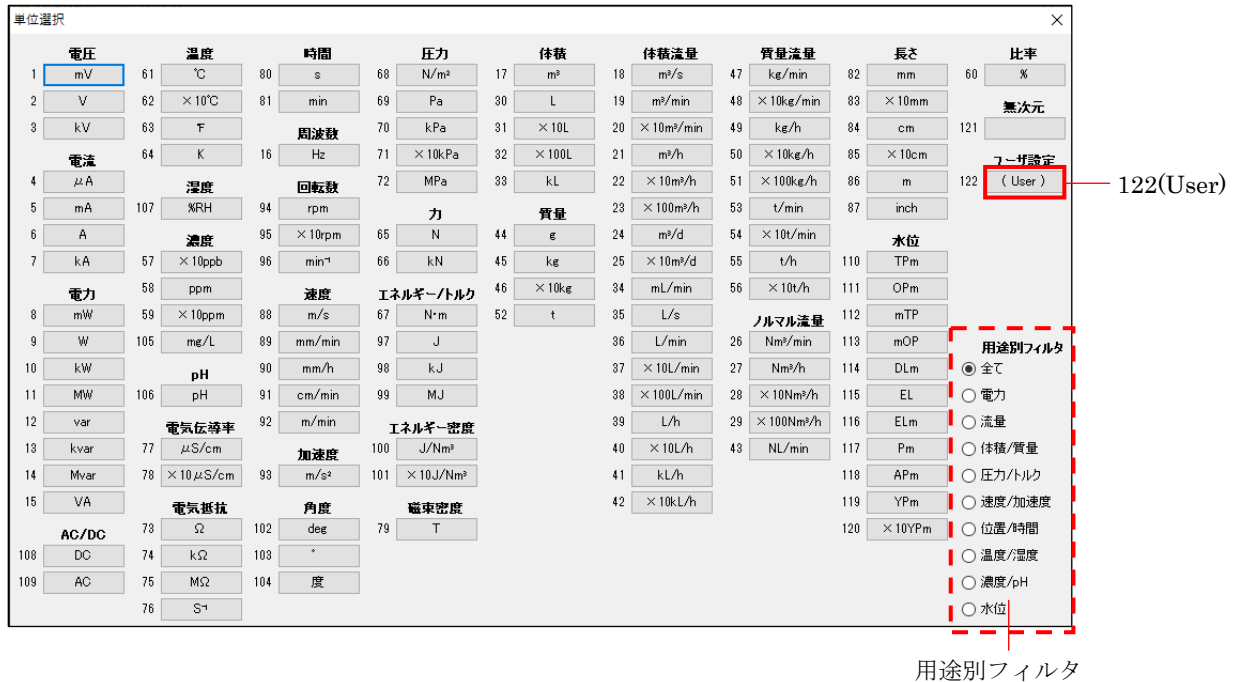 単位選択
電圧
1 mV
2 V
3 kV
電流
4 μA
5 mA
6 A
7 kA
電力
8 mW
9 W
10 kW
11 MW
12 var
13 kvar
14 Mvar
15 VA
AC/DC
108 DC
109 AC
温度
61 ℃
62 ×10℃
63 ℉
64 K
湿度
107 %RH
濃度
57 ×10ppb
58 ppm
59 ×10ppm
105 mg/L
pH
106 pH
電気伝導率
77 μS/cm
78 ×10μS/cm
電気抵抗
73 Ω
74 kΩ
75 MΩ
76 S⁻¹
時間
80 s
81 min
周波数
16 Hz
回転数
94 rpm
95 ×10rpm
96 min⁻¹
速度
88 m/s
89 mm/min
90 mm/h
91 cm/min
92 m/min
加速度
93 m/s²
角度
102 deg
103 °
104 度
圧力
68 N/m²
69 Pa
70 kPa
71 ×10kPa
72 MPa
力
65 N
66 kN
エネルギー/トルク
67 N・m
97 J
98 kJ
99 MJ
エネルギー密度
100 J/Nm³
101 ×10J/Nm³
磁束密度
79 T
体積
17 m³
30 L
31 ×10L
32 ×100L
33 kL
質量
44 g
45 kg
46 ×10kg
52 t
体積流量
18 m³/s
19 m³/min
20 ×10m³/min
21 m³/h
22 ×10m³/h
23 ×100m³/h
24 m³/d
25 ×10m³/d
34 mL/min
35 L/s
36 L/min
37 ×10L/min
38 ×100L/min
39 L/h
40 ×10L/h
41 kL/h
42 ×10kL/h
質量流量
47 kg/min
48 ×10kg/min
49 kg/h
50 ×10kg/h
51 ×100kg/h
53 t/min
54 ×10t/min
55 t/h
56 ×10t/h
ノルマル流量
26 Nm³/min
27 Nm³/h
28 ×10Nm³/h
29 ×100Nm³/h
43 NL/min
長さ
82 mm
83 ×10mm
84 cm
85 ×10cm
86 m
87 inch
水位
110 TPm
111 OPm
112 mTP
113 mOP
114 DLm
115 EL
116 ELm
117 Pm
118 APm
119 YPm
120 ×10YPm
比率
60 %
無次元
121
ユーザ設定
122 (User)
122(User)
用途別フィルタ
全て
電力
流量
体積/質量
圧力/トルク
速度/加速度
位置/時間
温度/湿度
濃度/pH
水位
用途別フィルタ